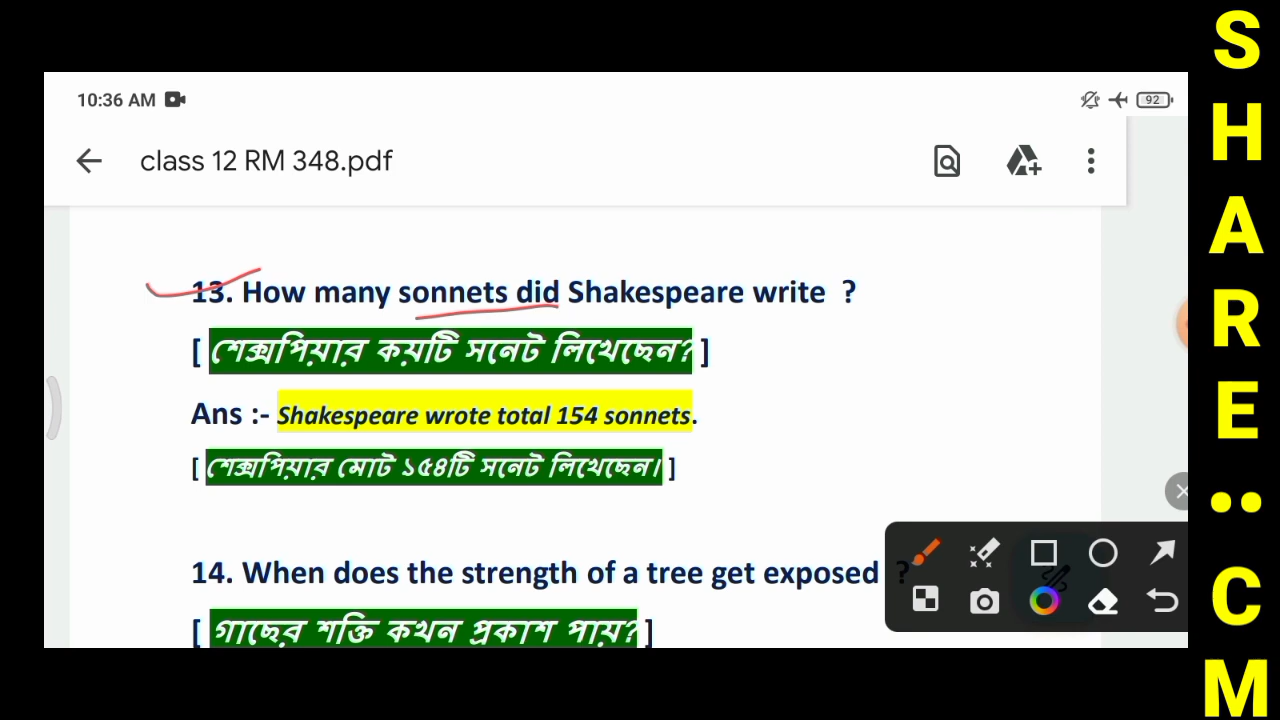 10:36 AM
92
class 12 RM 348.pdf
13. How many sonnets did Shakespeare write ?
[ শেক্সপিয়ার কয়টি সনেট লিখেছেন? ]
Ans :- Shakespeare wrote total 154 sonnets.
[ শেক্সপিয়ার মোট ১৫৪টি সনেট লিখেছেন। ]
14. When does the strength of a tree get exposed ?
[ গাছের শক্তি কখন প্রকাশ পায়? ]
SHARE •• CM